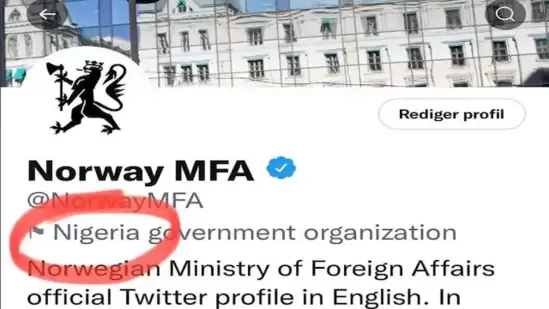 Rediger profil
Norway MFA
@NorwayMFA
Nigeria government organization
Norwegian Ministry of Foreign Affairs
official Twitter profile in English. In